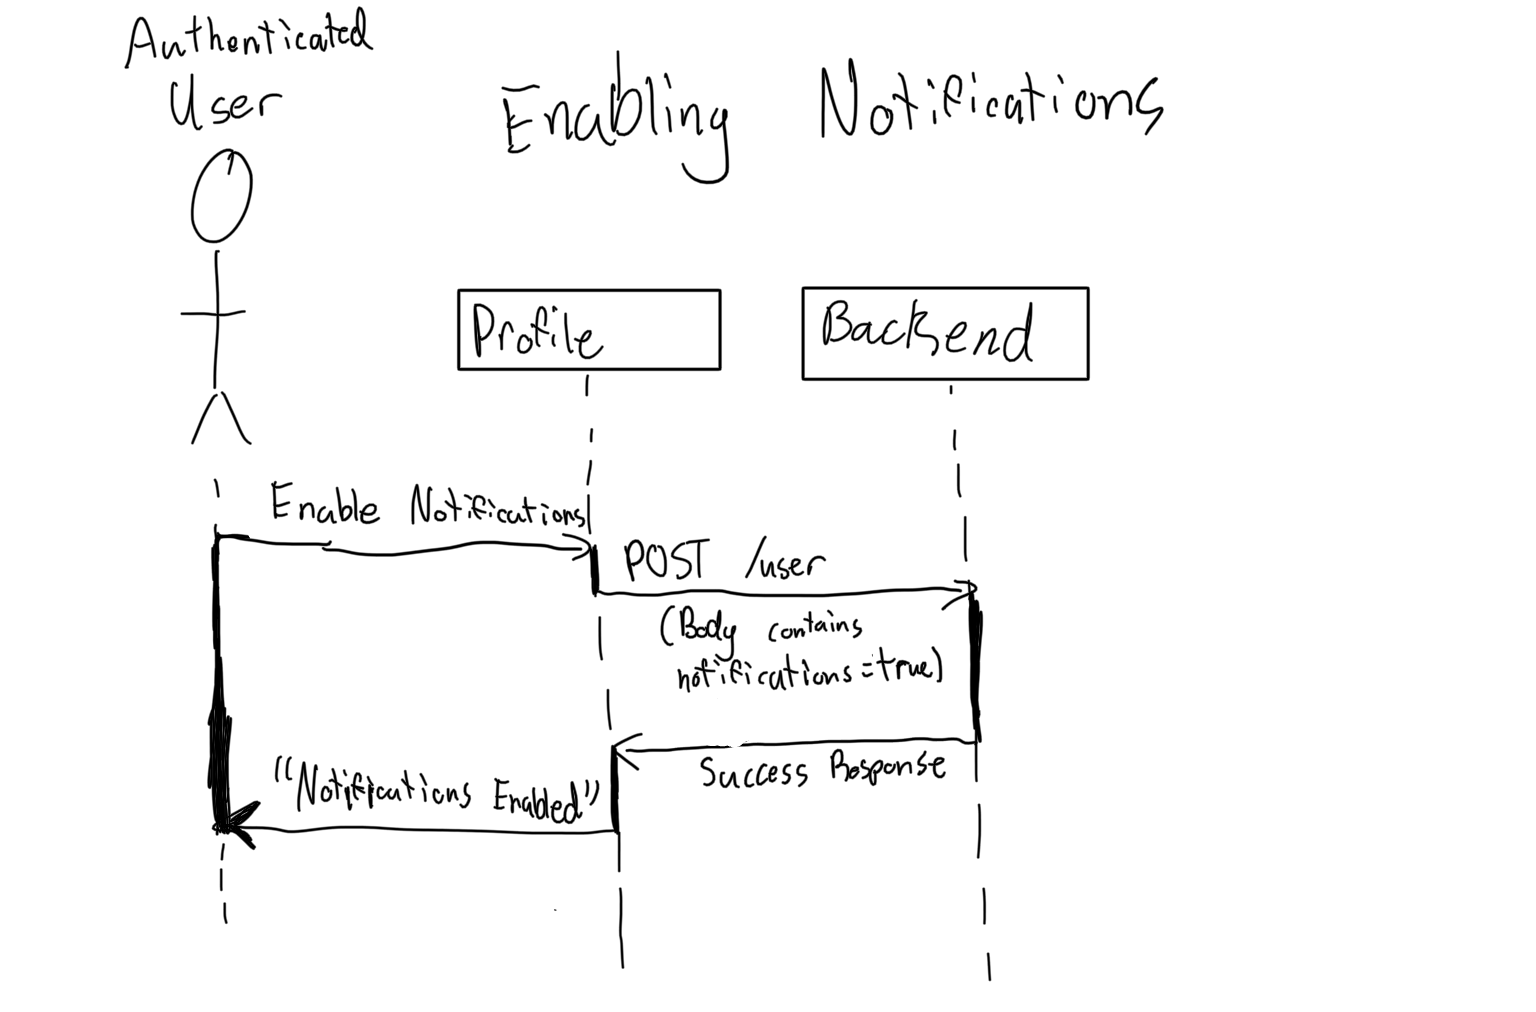 Authenticated
User
Enabling Notifications
Profile
Backend
Enable Notifications
POST /user
(Body contains
notifications=true)
Success Response
"Notifications Enabled"